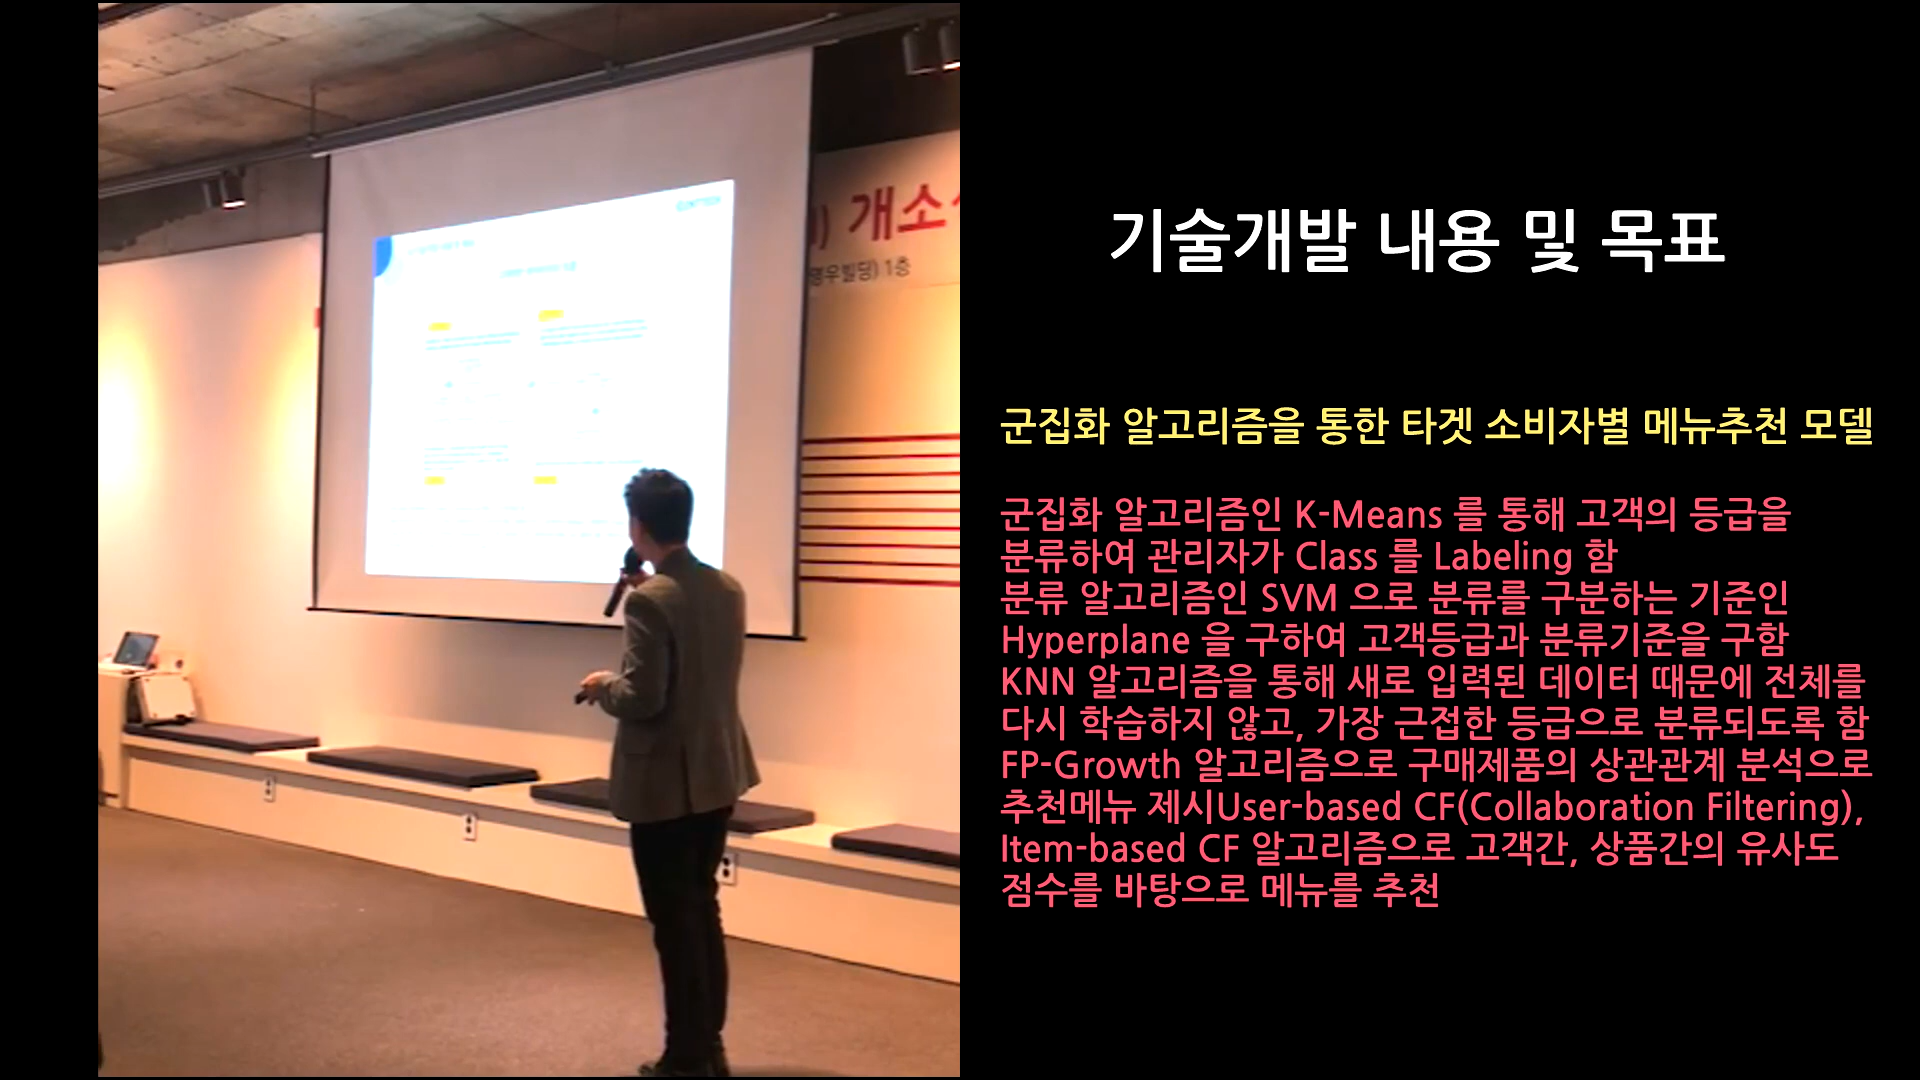 개소
명우빌딩) 1층
기술개발 내용 및 목표
군집화 알고리즘을 통한 타겟 소비자별 메뉴추천 모델
군집화 알고리즘인 K-Means 를 통해 고객의 등급을
분류하여 관리자가 Class 를 Labeling 함
분류 알고리즘인 SVM 으로 분류를 구분하는 기준인
Hyperplane 을 구하여 고객등급과 분류기준을 구함
KNN 알고리즘을 통해 새로 입력된 데이터 때문에 전체를
다시 학습하지 않고, 가장 근접한 등급으로 분류되도록 함
FP-Growth 알고리즘으로 구매제품의 상관관계 분석으로
추천메뉴 제시User-based CF(Collaboration Filtering),
Item-based CF 알고리즘으로 고객간, 상품간의 유사도
점수를 바탕으로 메뉴를 추천